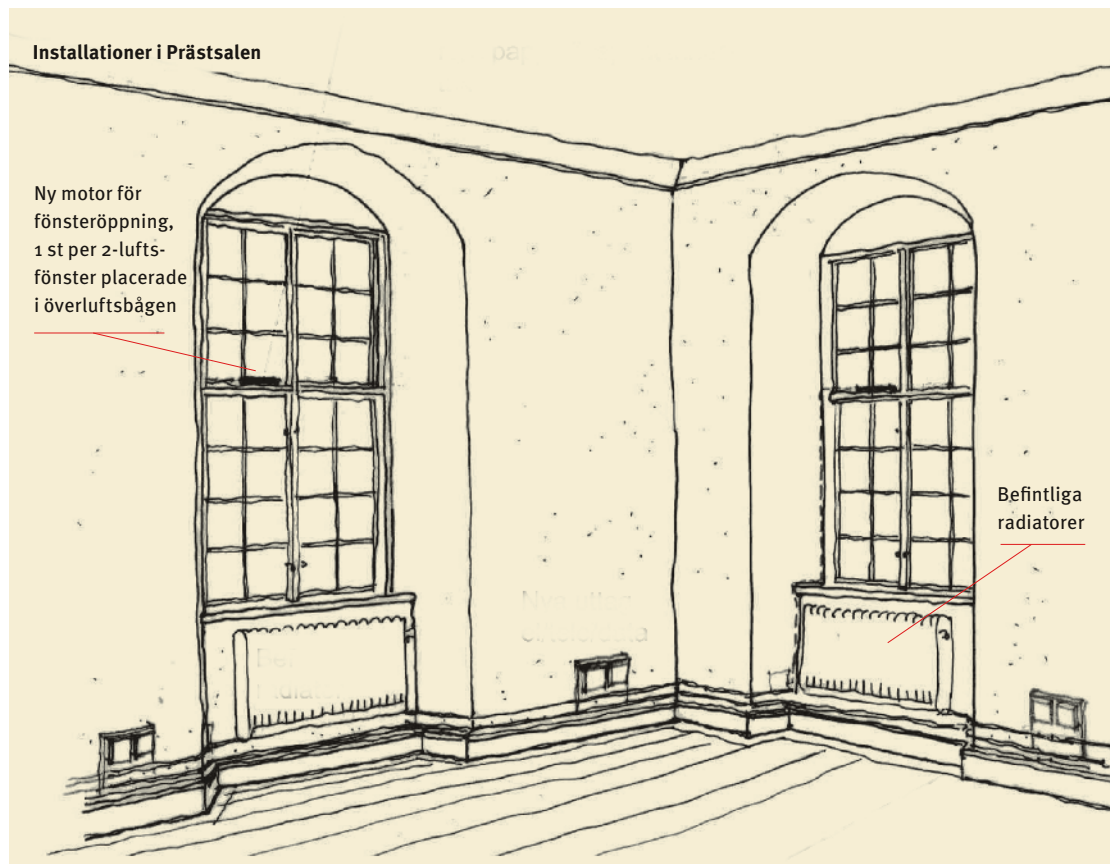 Installationer i Prästsalen
Ny motor för
fönsteröppning,
1 st per 2-lufts-
fönster placerade
i överluftsbågen
Befintliga
radiatorer